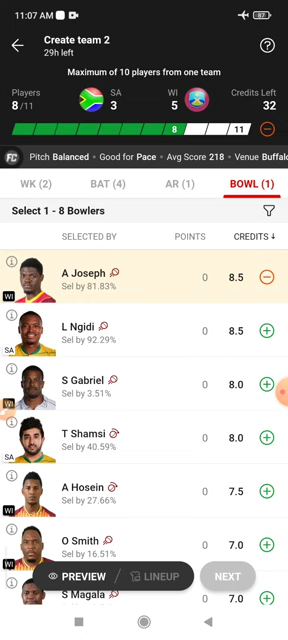 11:07 AM
87
Create team 2
29h left
Maximum of 10 players from one team
Players
8/11
SA
3
WI
5
Credits Left
32
8
11
FC
Pitch Balanced • Good for Pace • Avg Score 218 • Venue Buffalo
WK (2) BAT (4) AR (1) BOWL (1)
Select 1 - 8 Bowlers
SELECTED BY POINTS CREDITS ↓
A Joseph
Sel by 81.83%
0 8.5
WI
L Ngidi
Sel by 92.29%
0 8.5
SA
S Gabriel
Sel by 3.51%
0 8.0
WI
T Shamsi
Sel by 40.59%
0 8.0
SA
A Hosein
Sel by 27.66%
0 7.5
WI
O Smith
Sel by 16.51%
0 7.0
WI
PREVIEW / LINEUP NEXT
S Magala
0 7.0